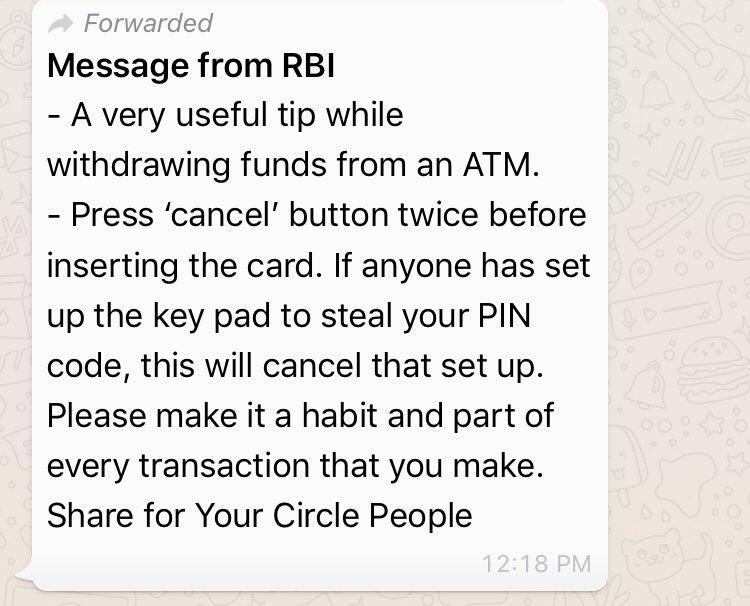 Forwarded
Message from RBI
- A very useful tip while
withdrawing funds from an ATM.
- Press ‘cancel’ button twice before
inserting the card. If anyone has set
up the key pad to steal your PIN
code, this will cancel that set up.
Please make it a habit and part of
every transaction that you make.
Share for Your Circle People
12:18 PM